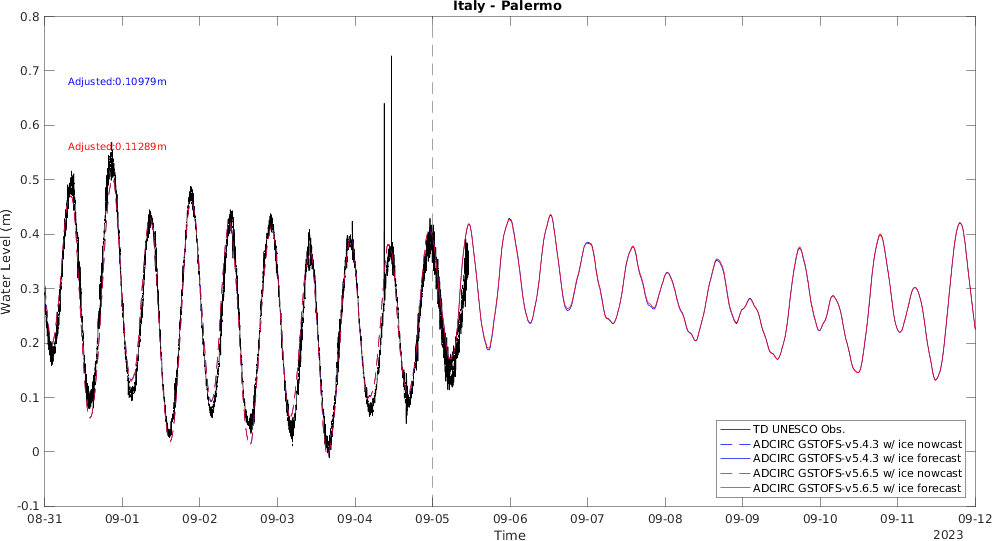 Italy - Palermo
0.8
0.7
0.6
0.5
0.4
0.3
0.2
0.1
0
-0.1
Water Level (m)
Adjusted:0.10979m
Adjusted:0.11289m
TD UNESCO Obs.
ADCIRC GSTOFS-v5.4.3 w/ ice nowcast
ADCIRC GSTOFS-v5.4.3 w/ ice forecast
ADCIRC GSTOFS-v5.6.5 w/ ice nowcast
ADCIRC GSTOFS-v5.6.5 w/ ice forecast
08-31 09-01 09-02 09-03 09-04 09-05 09-06 09-07 09-08 09-09 09-10 09-11 09-12
Time
2023